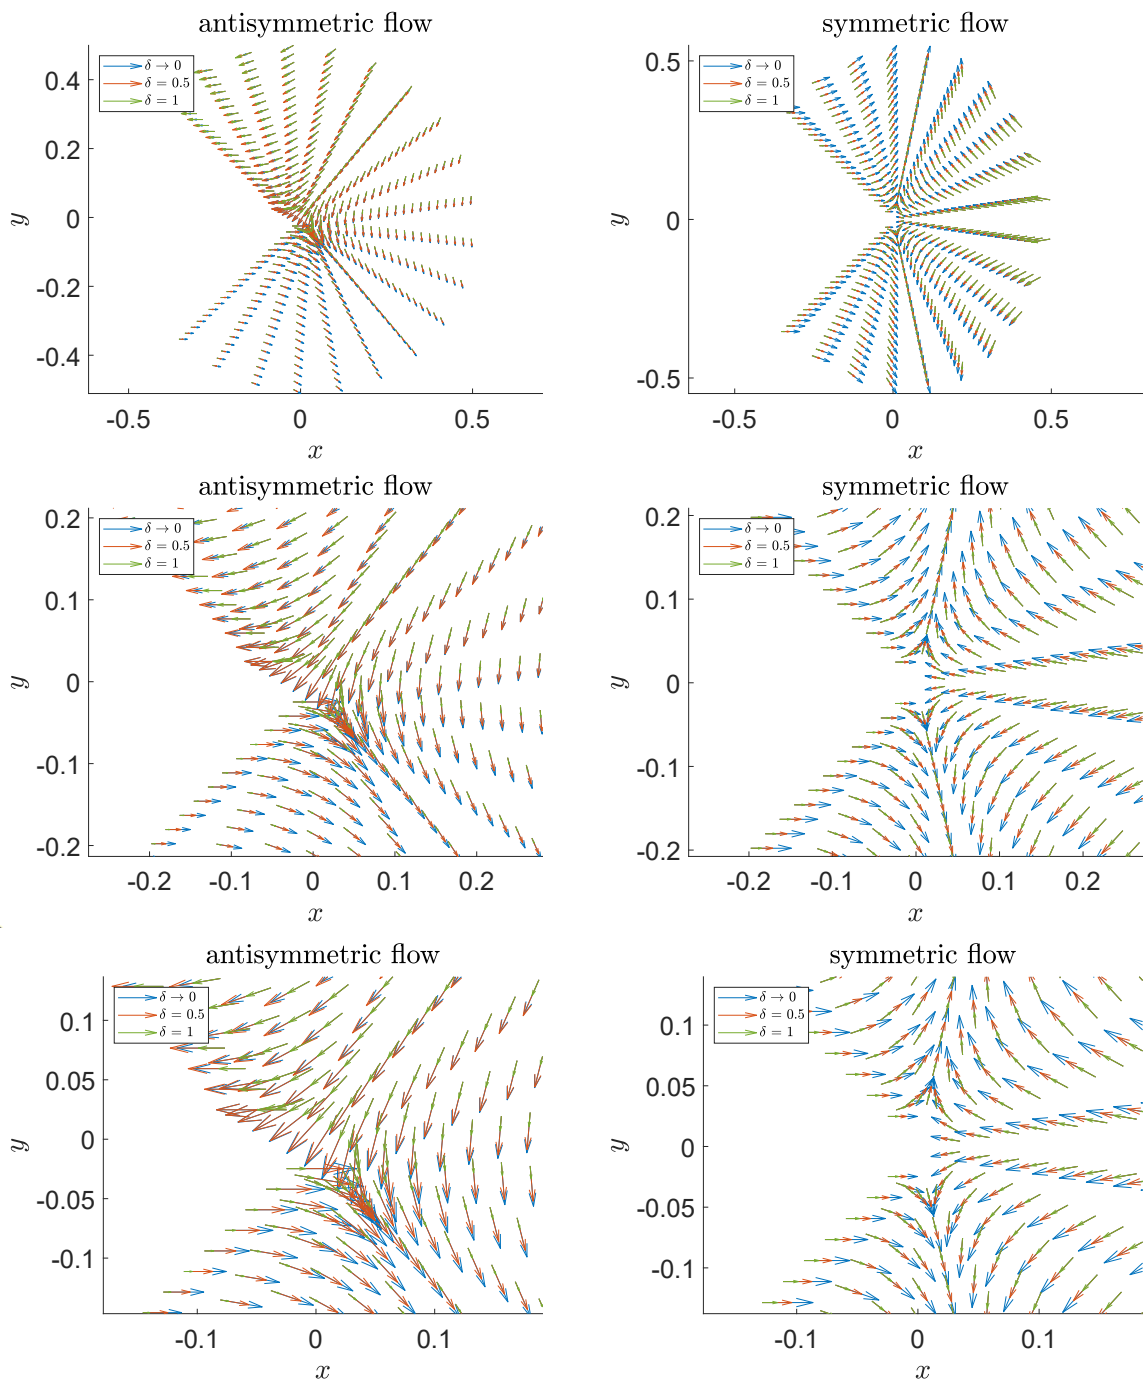 antisymmetric flow
δ → 0
δ = 0.5
δ = 1
0.4
0.2
0
-0.2
-0.4
y
-0.5
0
0.5
x
symmetric flow
δ → 0
δ = 0.5
δ = 1
0.5
0
-0.5
y
-0.5
0
0.5
x
antisymmetric flow
δ → 0
δ = 0.5
δ = 1
0.2
0.1
0
-0.1
-0.2
y
-0.2
-0.1
0
0.1
0.2
x
symmetric flow
δ → 0
δ = 0.5
δ = 1
0.2
0.1
0
-0.1
-0.2
y
-0.2
-0.1
0
0.1
0.2
x
antisymmetric flow
δ → 0
δ = 0.5
δ = 1
0.1
0.05
0
-0.05
-0.1
y
-0.1
0
0.1
x
symmetric flow
δ → 0
δ = 0.5
δ = 1
0.1
0.05
0
-0.05
-0.1
y
-0.1
0
0.1
x